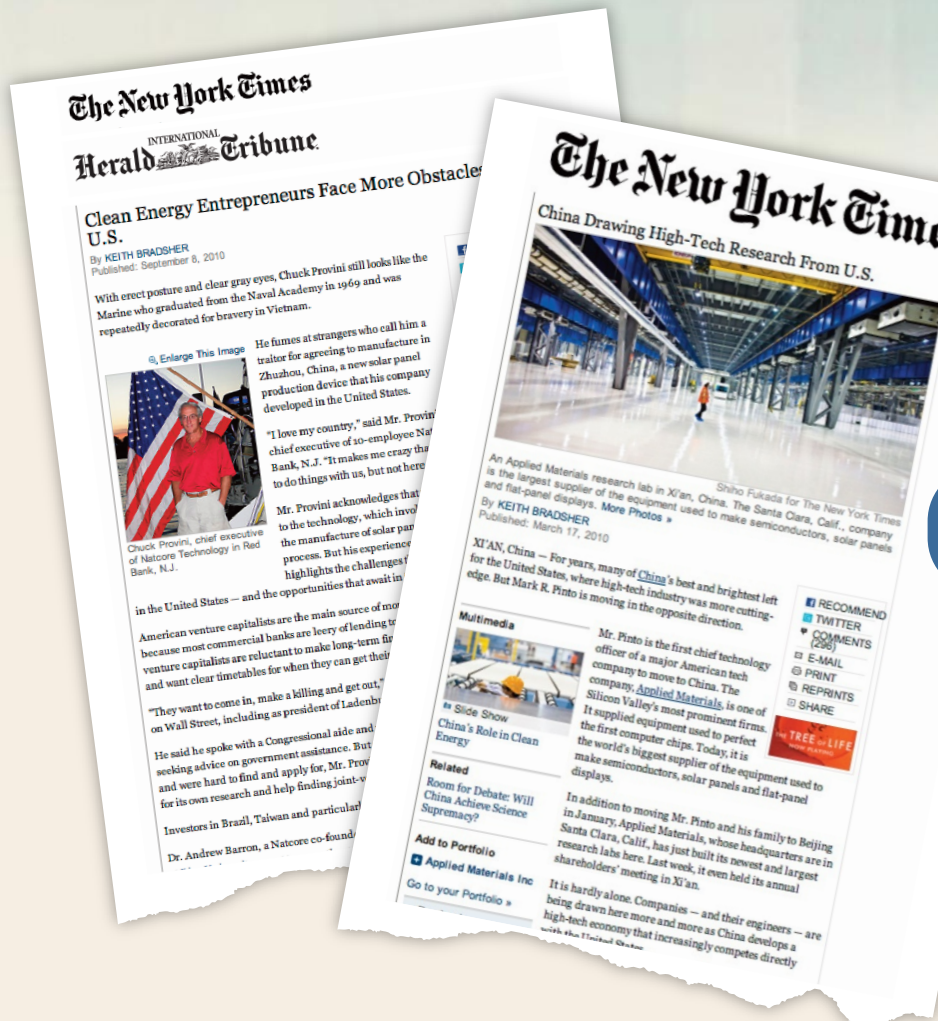 The New York Times
INTERNATIONAL
Herald Tribune
Clean Energy Entrepreneurs Face More Obstacles
U.S.
By KEITH BRADSHER
Published: September 8, 2010
With erect posture and clear gray eyes, Chuck Provini still looks like the
Marine who graduated from the Naval Academy in 1969 and was
repeatedly decorated for bravery in Vietnam.
Enlarge This Image
Chuck Provini, chief executive
of Natcore Technology in Red
Bank, N.J.
He fumes at strangers who call him a
traitor for agreeing to manufacture in
Zhuzhou, China, a new solar panel
production device that his company
developed in the United States.
"I love my country," said Mr. Provin
chief executive of 10-employee Nat
Bank, N.J. "It makes me crazy tha
to do things with us, but not here
Mr. Provini acknowledges that
to the technology, which invol
the manufacture of solar pan
process. But his experience
highlights the challenges
in the United States — and the opportunities that await in
American venture capitalists are the main source of mo
because most commercial banks are leery of lending to
venture capitalists are reluctant to make long-term fin
and want clear timetables for when they can get their
"They want to come in, make a killing and get out,"
on Wall Street, including as president of Ladenbu
He said he spoke with a Congressional aide and
seeking advice on government assistance. But
and were hard to find and apply for, Mr. Prov
for its own research and help finding joint-v
Investors in Brazil, Taiwan and particularl
Dr. Andrew Barron, a Natcore co-found
The New York Time
China Drawing High-Tech Research From U.S.
Shiho Fukada for The New York Times
An Applied Materials research lab in Xi'an, China. The Santa Clara, Calif., company
is the largest supplier of the equipment used to make semiconductors, solar panels
and flat-panel displays. More Photos »
By KEITH BRADSHER
Published: March 17, 2010
XI'AN, China — For years, many of China's best and brightest left
for the United States, where high-tech industry was more cutting-
edge. But Mark R. Pinto is moving in the opposite direction.
RECOMMEND
TWITTER
COMMENTS
(296)
E-MAIL
PRINT
REPRINTS
SHARE
THE TREE OF LIFE
NOW PLAYING
Multimedia
Slide Show
China's Role in Clean
Energy
Related
Room for Debate: Will
China Achieve Science
Supremacy?
Add to Portfolio
Applied Materials Inc
Go to your Portfolio »
Mr. Pinto is the first chief technology
officer of a major American tech
company to move to China. The
company, Applied Materials, is one of
Silicon Valley's most prominent firms.
It supplied equipment used to perfect
the first computer chips. Today, it is
the world's biggest supplier of the equipment used to
make semiconductors, solar panels and flat-panel
displays.
In addition to moving Mr. Pinto and his family to Beijing
in January, Applied Materials, whose headquarters are in
Santa Clara, Calif., has just built its newest and largest
research labs here. Last week, it even held its annual
shareholders' meeting in Xi'an.
It is hardly alone. Companies — and their engineers — are
being drawn here more and more as China develops a
high-tech economy that increasingly competes directly
with the United States.